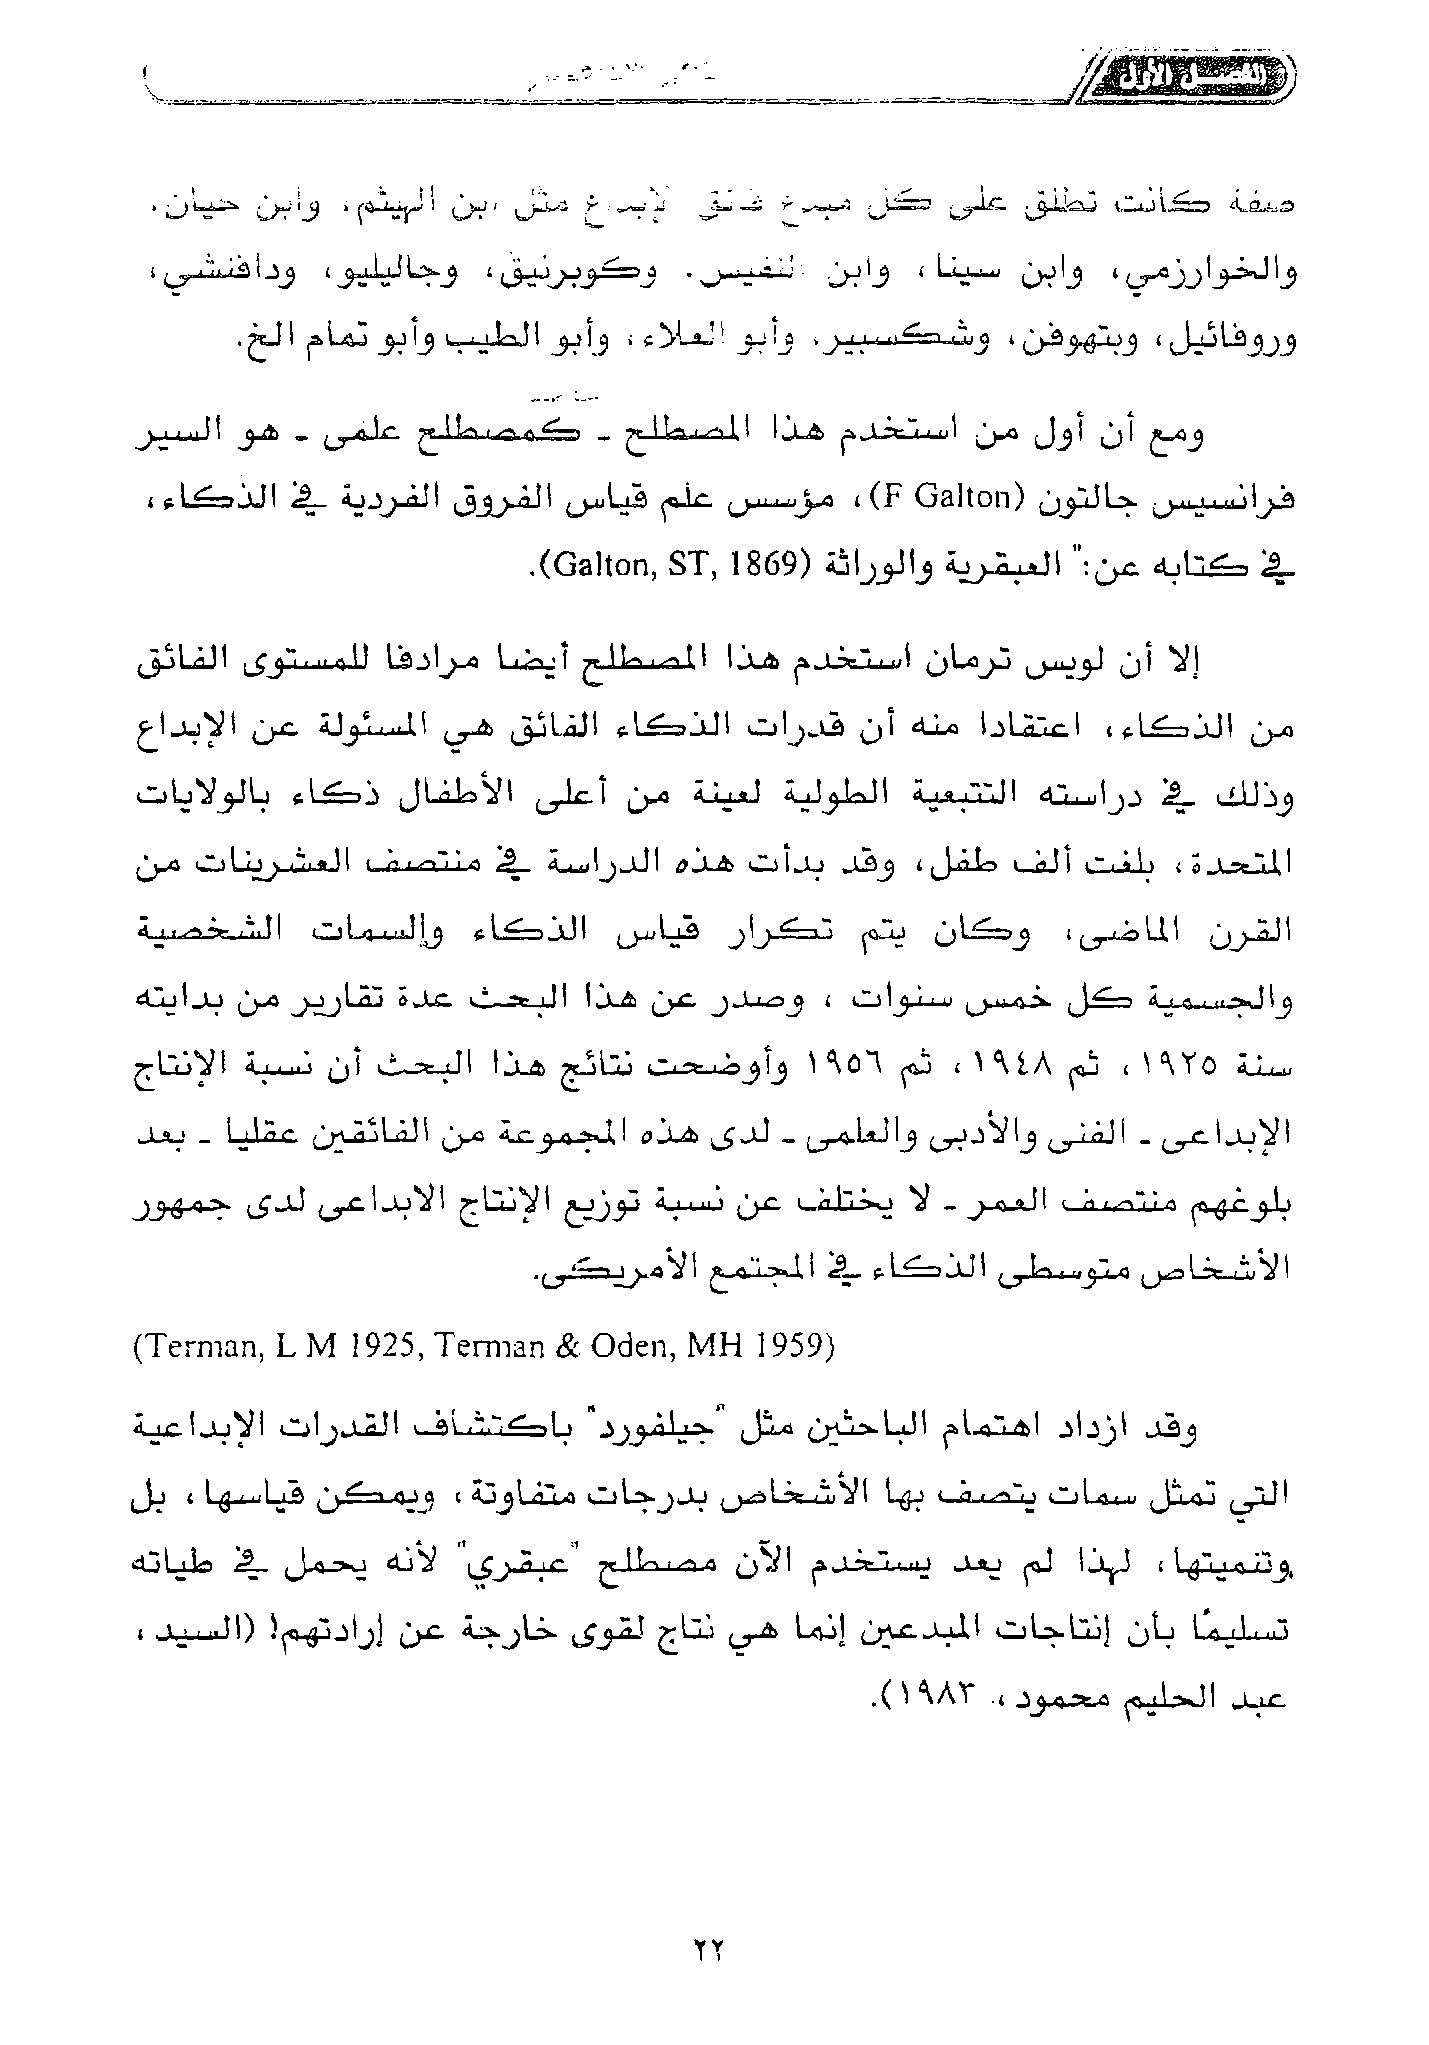 الفصل الأول
صفة كانت تطلق على كل مبدع فائق الإبداع مثل ابن الهيثم، وابن حيان،
والخوارزمي، وابن سينا، وابن النفيس. وكوبرنيق، وجاليليو، ودافنشي،
وروفائيل، وبتهوفن، وشكسبير، وأبو العلاء، وأبو الطيب وأبو تمام الخ.
ومع أن أول من استخدم هذا المصطلح - كمصطلح علمى - هو السير
فرانسيس جالتون (F Galton)، مؤسس علم قياس الفروق الفردية في الذكاء،
في كتابه عن:" العبقرية والوراثة (Galton, ST, 1869).
إلا أن لويس ترمان استخدم هذا المصطلح أيضا مرادفا للمستوى الفائق
من الذكاء، اعتقادا منه أن قدرات الذكاء الفائق هي المسئولة عن الإبداع
وذلك في دراسته التتبعية الطولية لعينة من أعلى الأطفال ذكاء بالولايات
المتحدة، بلغت ألف طفل، وقد بدأت هذه الدراسة في منتصف العشرينات من
القرن الماضى، وكان يتم تكرار قياس الذكاء والسمات الشخصية
والجسمية كل خمس سنوات ، وصدر عن هذا البحث عدة تقارير من بدايته
سنة ١٩٢٥، ثم ١٩٤٨، ثم ١٩٥٦ وأوضحت نتائج هذا البحث أن نسبة الإنتاج
الإبداعى - الفنى والأدبى والعلمى - لدى هذه المجموعة من الفائقين عقليا - بعد
بلوغهم منتصف العمر - لا يختلف عن نسبة توزيع الإنتاج الابداعى لدى جمهور
الأشخاص متوسطى الذكاء في المجتمع الأمريكى.
(Terman, L M 1925, Terman & Oden, MH 1959)
وقد ازداد اهتمام الباحثين مثل "جيلفورد" باكتشاف القدرات الإبداعية
التي تمثل سمات يتصف بها الأشخاص بدرجات متفاوتة، ويمكن قياسها، بل
وتنميتها، لهذا لم يعد يستخدم الآن مصطلح "عبقري" لأنه يحمل في طياته
تسليمًا بأن إنتاجات المبدعين إنما هي نتاج لقوى خارجة عن إرادتهم! (السيد ،
عبد الحليم محمود ، ١٩٨٣).
٢٢